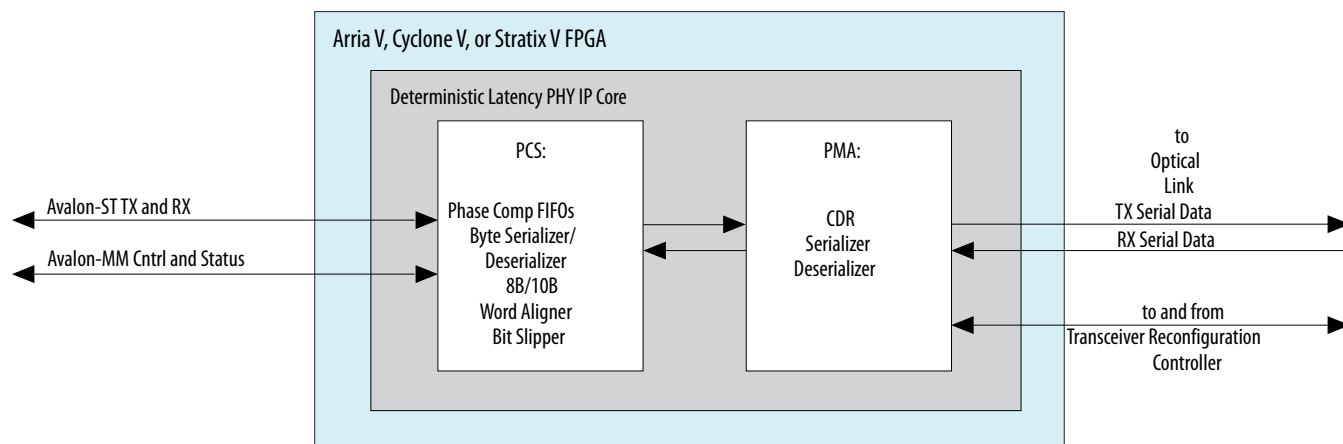 Arria V, Cyclone V, or Stratix V FPGA
Deterministic Latency PHY IP Core
PCS:
Phase Comp FIFOs
Byte Serializer/
Deserializer
8B/10B
Word Aligner
Bit Slipper
PMA:
CDR
Serializer
Deserializer
Avalon-ST TX and RX
Avalon-MM Cntrl and Status
to
Optical
Link
TX Serial Data
RX Serial Data
to and from
Transceiver Reconfiguration
Controller